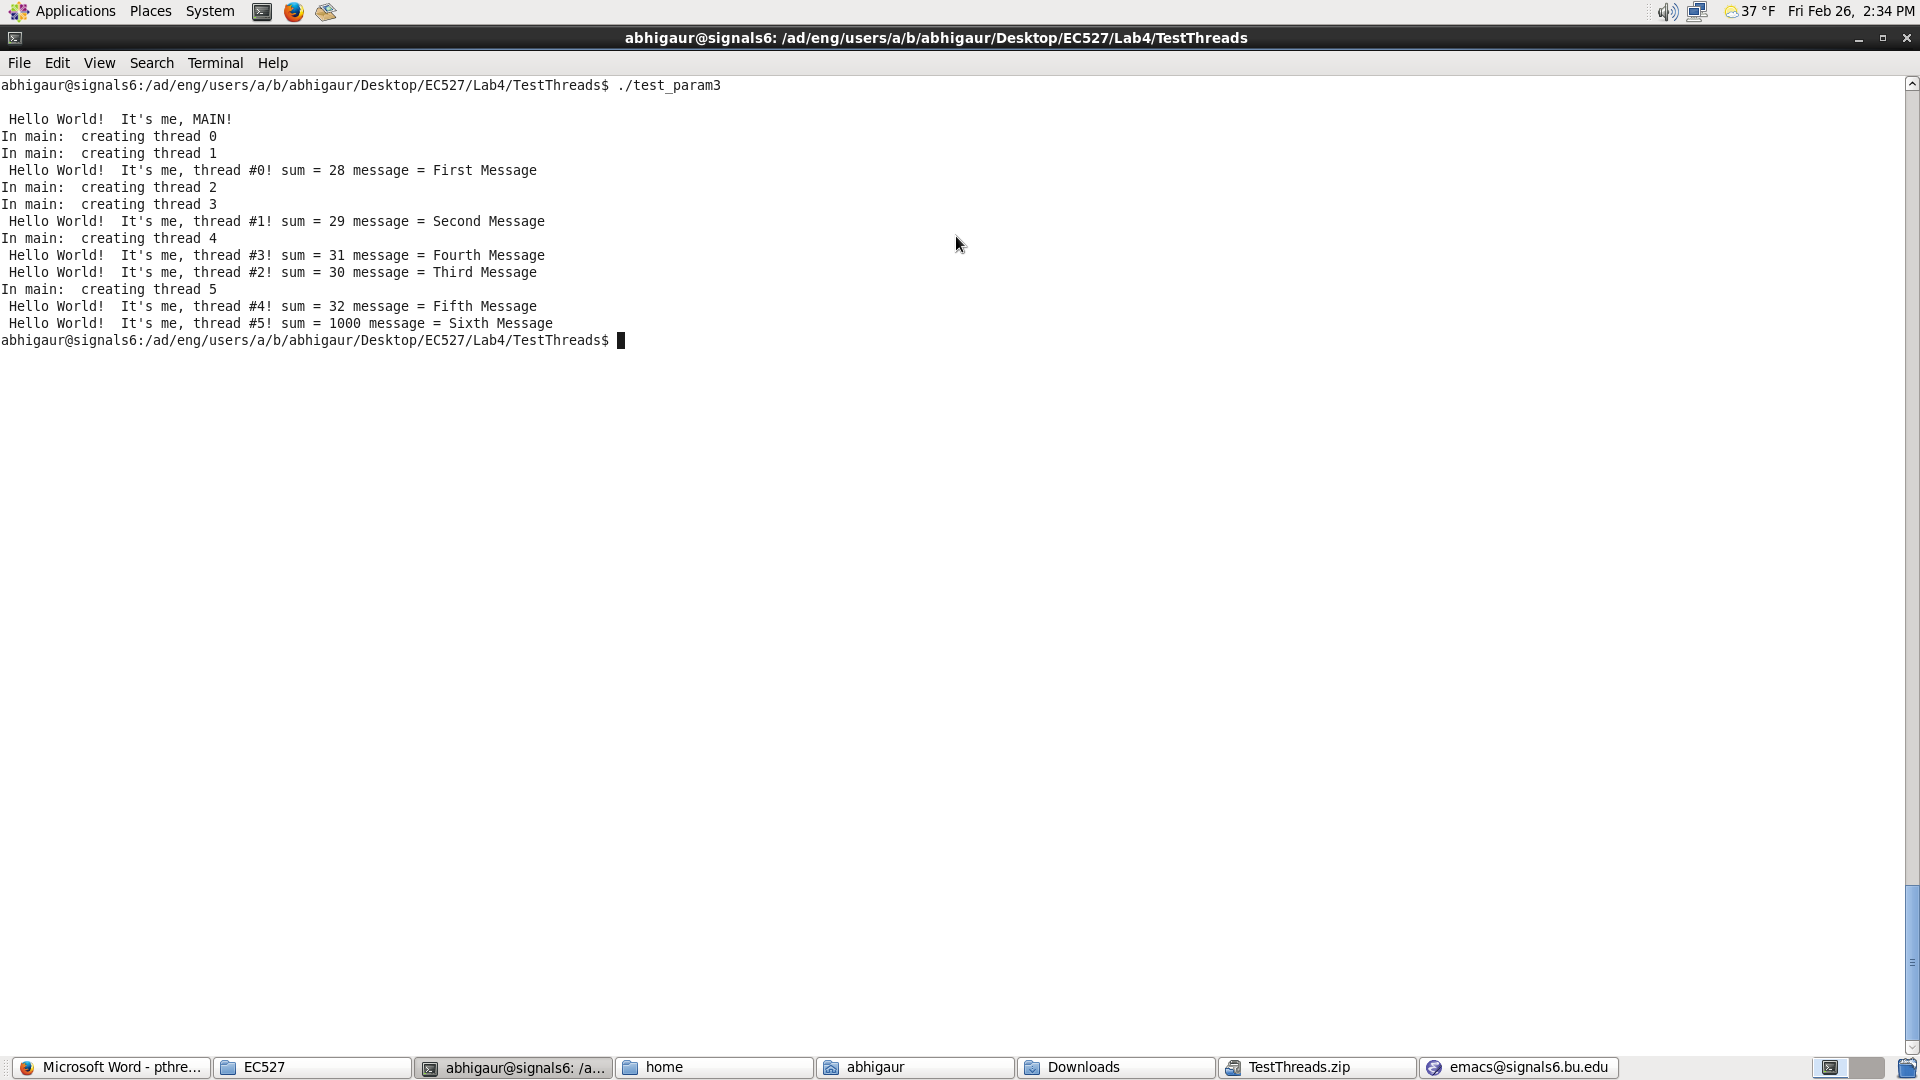 Applications Places System 37 °F Fri Feb 26, 2:34 PM
abhigaur@signals6: /ad/eng/users/a/b/abhigaur/Desktop/EC527/Lab4/TestThreads
File Edit View Search Terminal Help
abhigaur@signals6:/ad/eng/users/a/b/abhigaur/Desktop/EC527/Lab4/TestThreads$ ./test_param3
Hello World!  It's me, MAIN!
In main:  creating thread 0
In main:  creating thread 1
Hello World!  It's me, thread #0! sum = 28 message = First Message
In main:  creating thread 2
In main:  creating thread 3
Hello World!  It's me, thread #1! sum = 29 message = Second Message
In main:  creating thread 4
Hello World!  It's me, thread #3! sum = 31 message = Fourth Message
Hello World!  It's me, thread #2! sum = 30 message = Third Message
In main:  creating thread 5
Hello World!  It's me, thread #4! sum = 32 message = Fifth Message
Hello World!  It's me, thread #5! sum = 1000 message = Sixth Message
abhigaur@signals6:/ad/eng/users/a/b/abhigaur/Desktop/EC527/Lab4/TestThreads$
Microsoft Word - pthre... EC527 abhigaur@signals6: /a... home abhigaur Downloads TestThreads.zip emacs@signals6.bu.edu